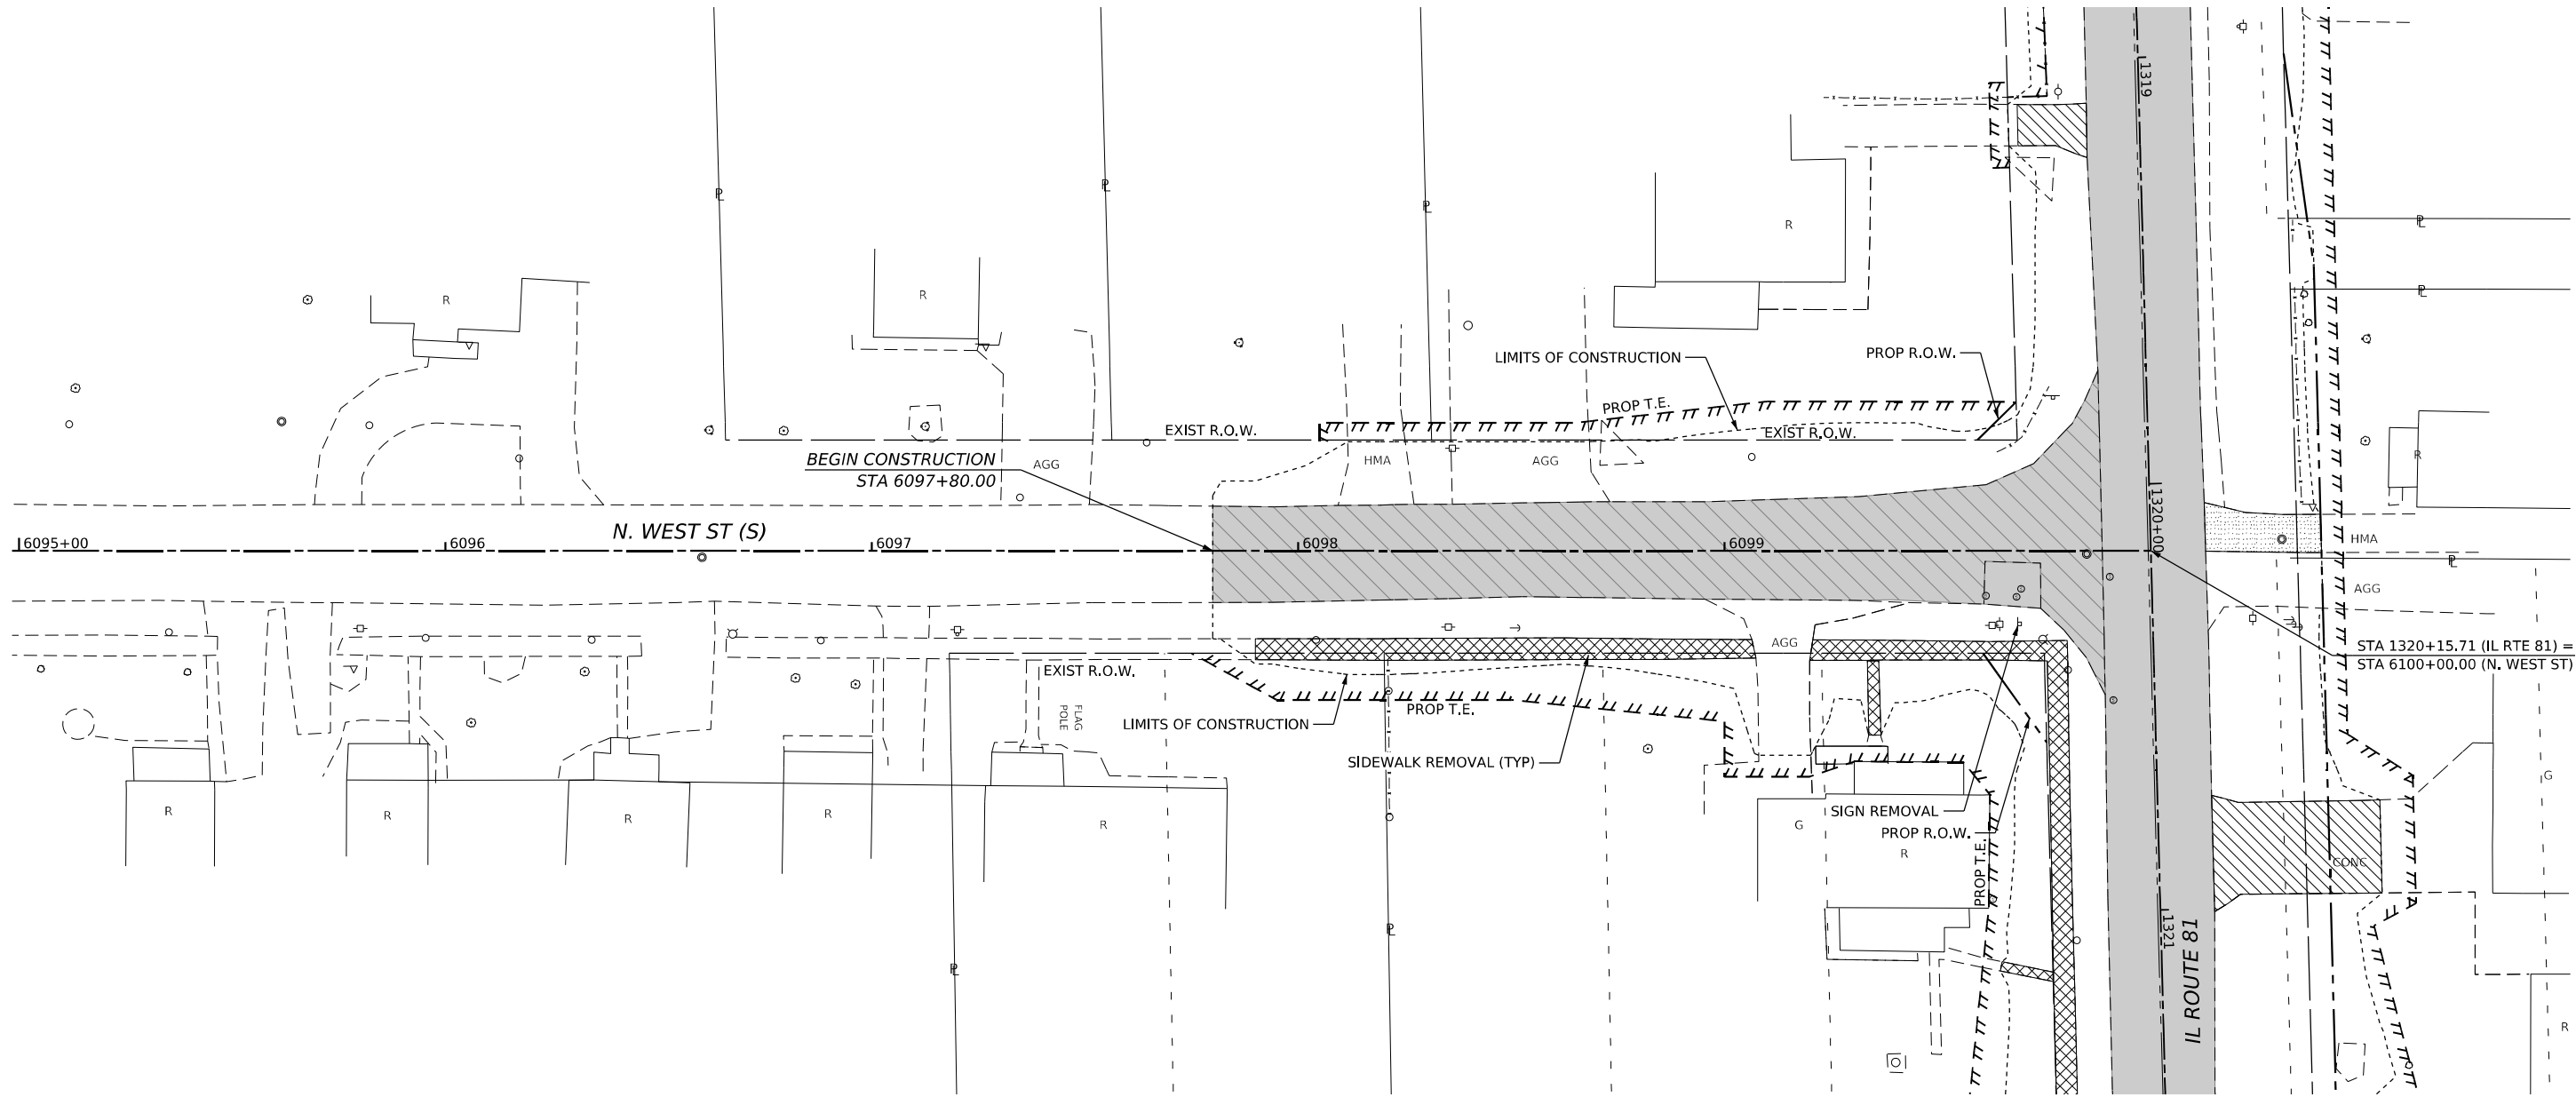 1319
R
R
R
LIMITS OF CONSTRUCTION
PROP R.O.W.
PROP T.E.
EXIST R.O.W.
EXIST R.O.W.
BEGIN CONSTRUCTION
STA 6097+80.00
AGG
HMA
AGG
R
1320+00
N. WEST ST (S)
6095+00
6096
6097
6098
6099
HMA
AGG
AGG
STA 1320+15.71 (IL RTE 81) =
STA 6100+00.00 (N. WEST ST)
EXIST R.O.W.
FLAG
POLE
PROP T.E.
LIMITS OF CONSTRUCTION
SIDEWALK REMOVAL (TYP)
SIGN REMOVAL
PROP R.O.W.
PROP T.E.
G
R
R
R
R
R
R
G
CONC
1321
IL ROUTE 81
R